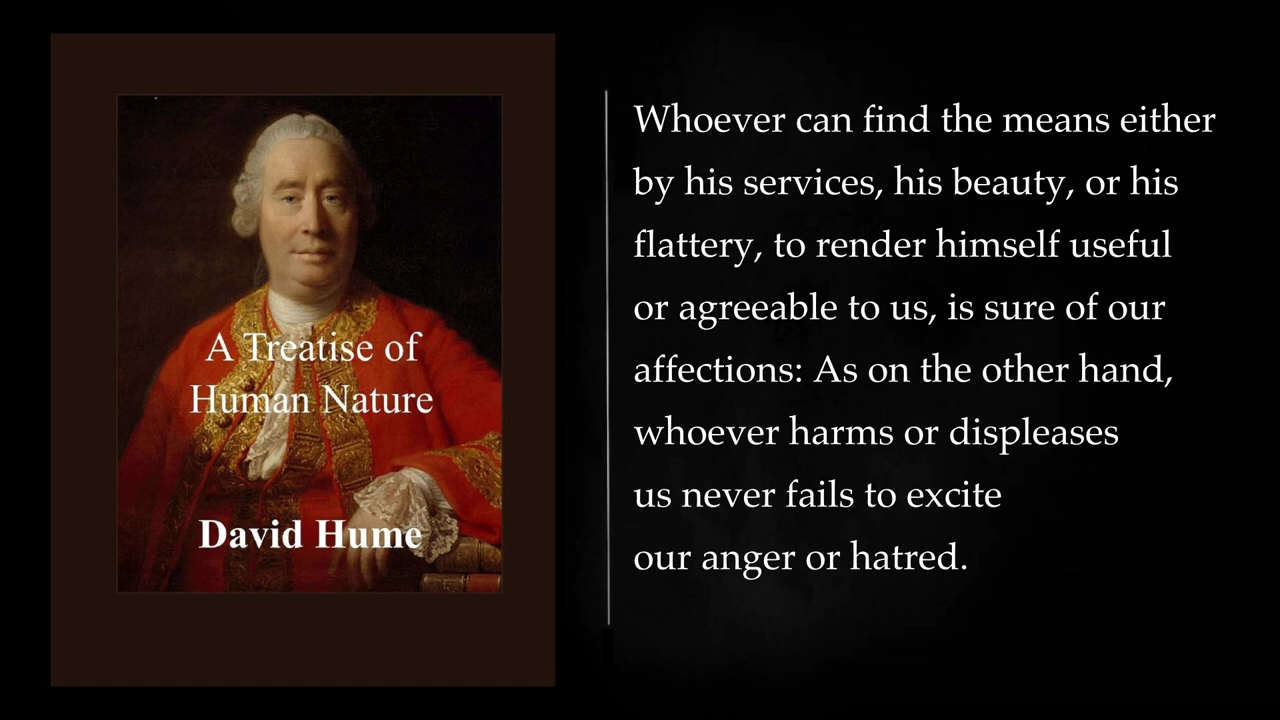 A Treatise of
Human Nature
David Hume
Whoever can find the means either
by his services, his beauty, or his
flattery, to render himself useful
or agreeable to us, is sure of our
affections: As on the other hand,
whoever harms or displeases
us never fails to excite
our anger or hatred.